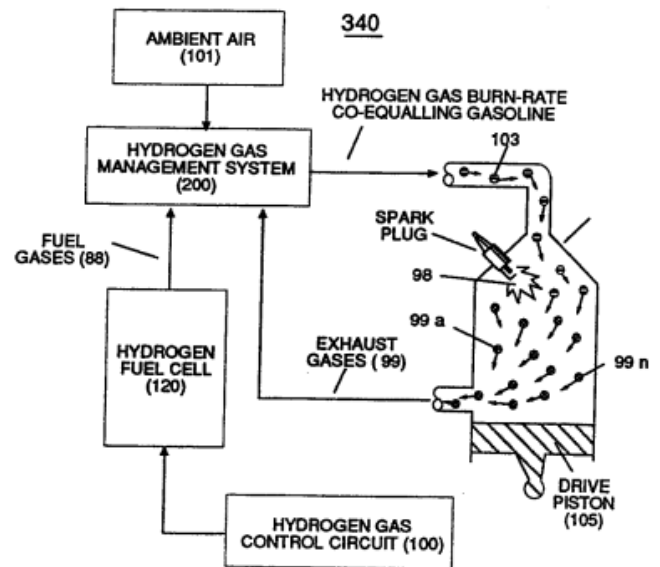 340
AMBIENT AIR
(101)
HYDROGEN GAS BURN-RATE
CO-EQUALLING GASOLINE
103
HYDROGEN GAS
MANAGEMENT SYSTEM
(200)
SPARK
PLUG
FUEL
GASES (88)
98
99 a
EXHAUST
GASES (99)
99 n
HYDROGEN
FUEL CELL
(120)
DRIVE
PISTON
(105)
HYDROGEN GAS
CONTROL CIRCUIT (100)